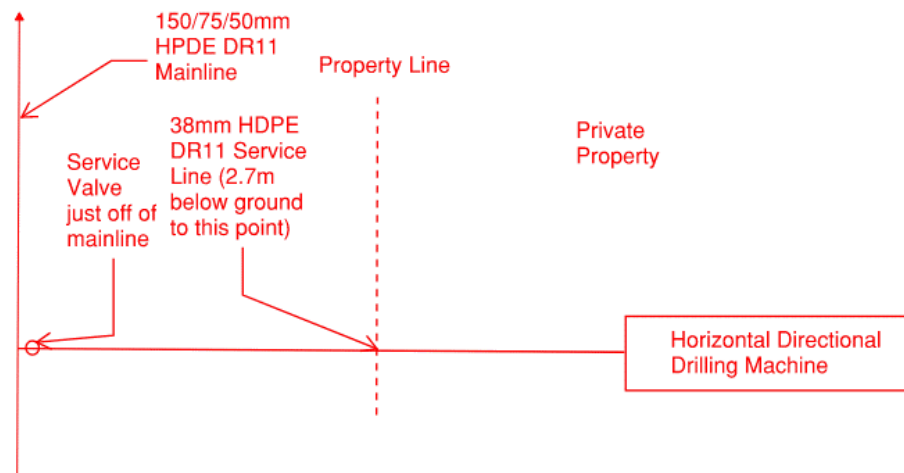 150/75/50mm
HPDE DR11
Mainline
Property Line
38mm HDPE
DR11 Service
Line (2.7m
below ground
to this point)
Service
Valve
just off of
mainline
Private
Property
Horizontal Directional
Drilling Machine